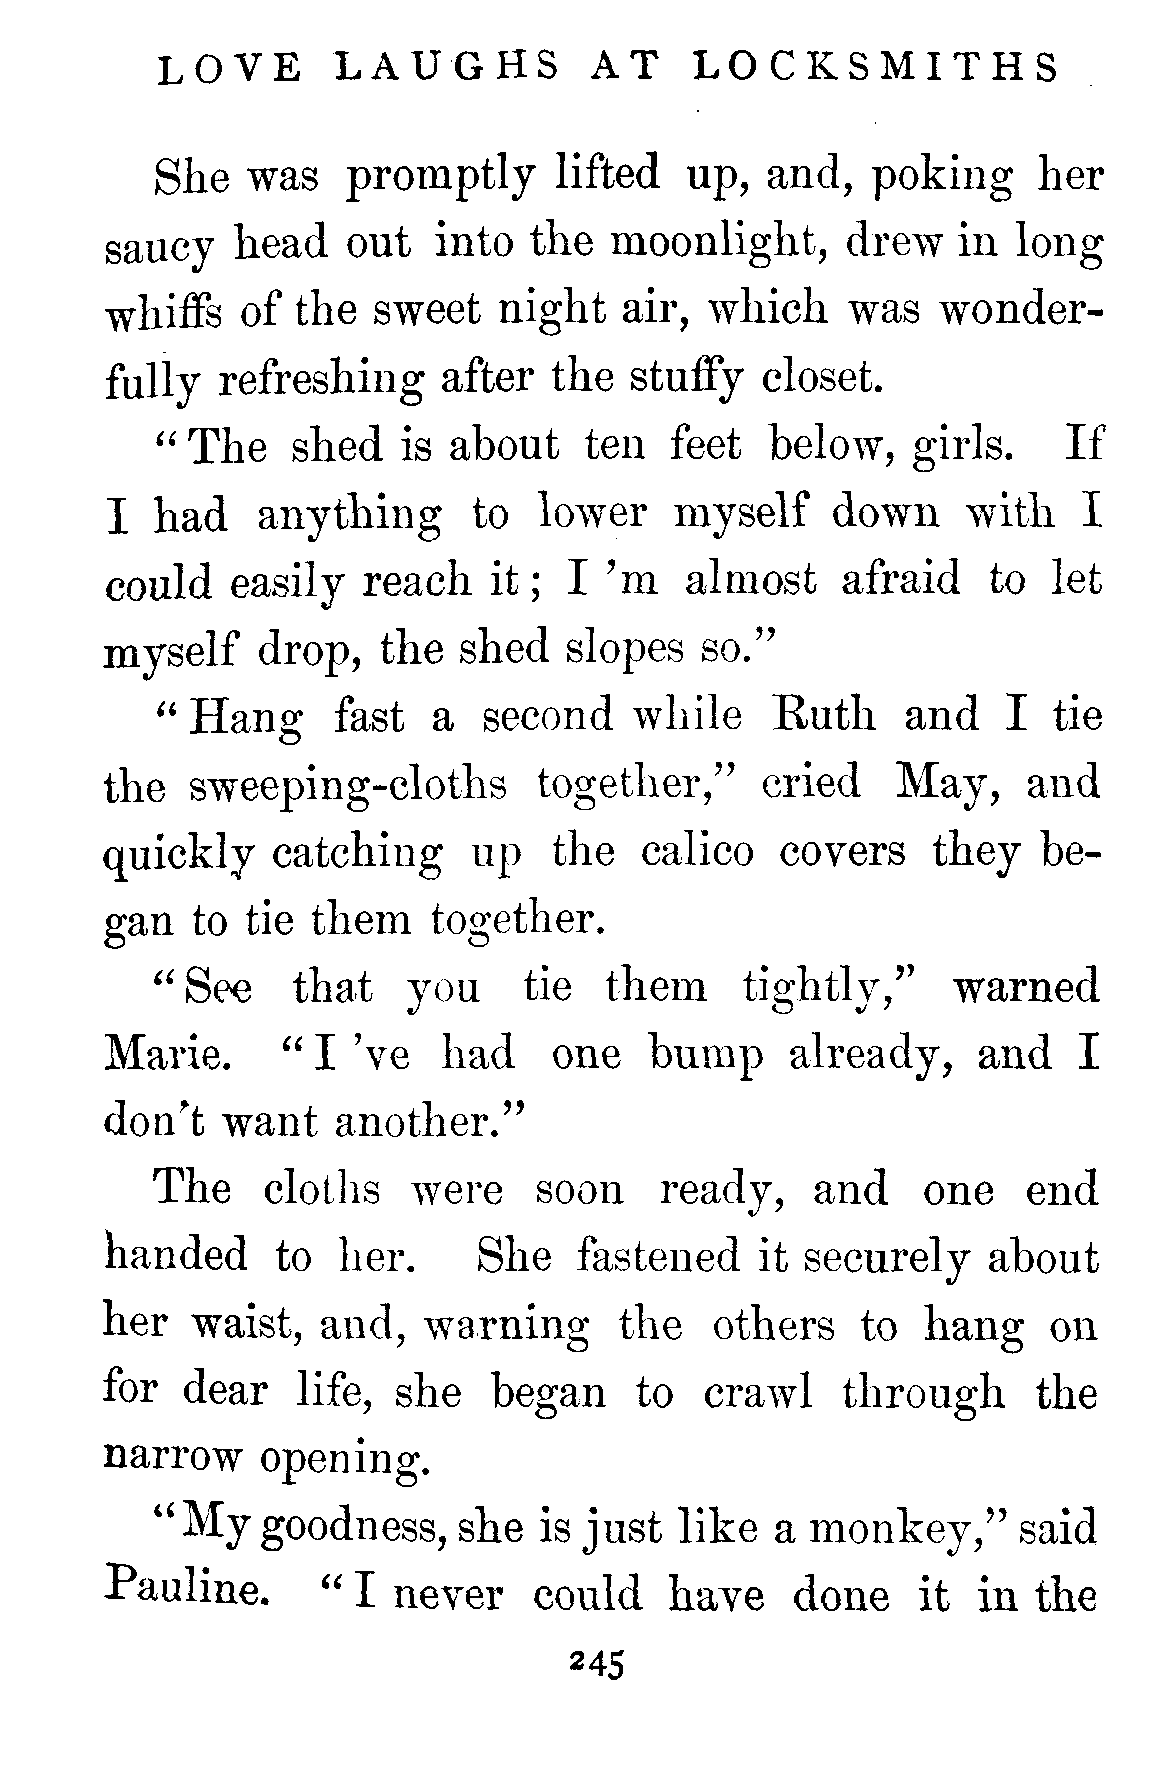 LOVE LAUGHS AT LOCKSMITHS
She was promptly lifted up, and, poking her
saucy head out into the moonlight, drew in long
whiffs of the sweet night air, which was wonder-
fully refreshing after the stuffy closet.
“The shed is about ten feet below, girls. If
I had anything to lower myself down with I
could easily reach it; I ’m almost afraid to let
myself drop, the shed slopes so.”
“Hang fast a second while Ruth and I tie
the sweeping-cloths together,” cried May, and
quickly catching up the calico covers they be-
gan to tie them together.
“See that you tie them tightly,” warned
Marie. “I ’ve had one bump already, and I
don’t want another.”
The cloths were soon ready, and one end
handed to her. She fastened it securely about
her waist, and, warning the others to hang on
for dear life, she began to crawl through the
narrow opening.
“My goodness, she is just like a monkey,” said
Pauline. “I never could have done it in the
245